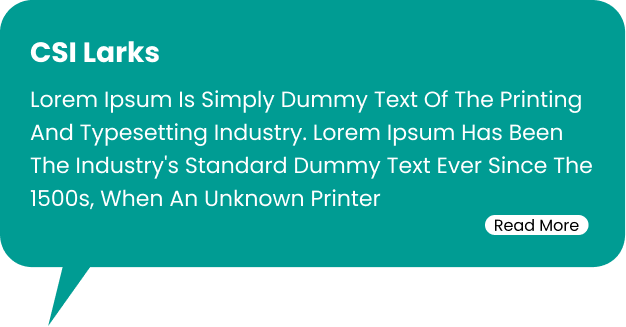 CSI Larks
Lorem Ipsum Is Simply Dummy Text Of The Printing
And Typesetting Industry. Lorem Ipsum Has Been
The Industry's Standard Dummy Text Ever Since The
1500s, When An Unknown Printer
Read More